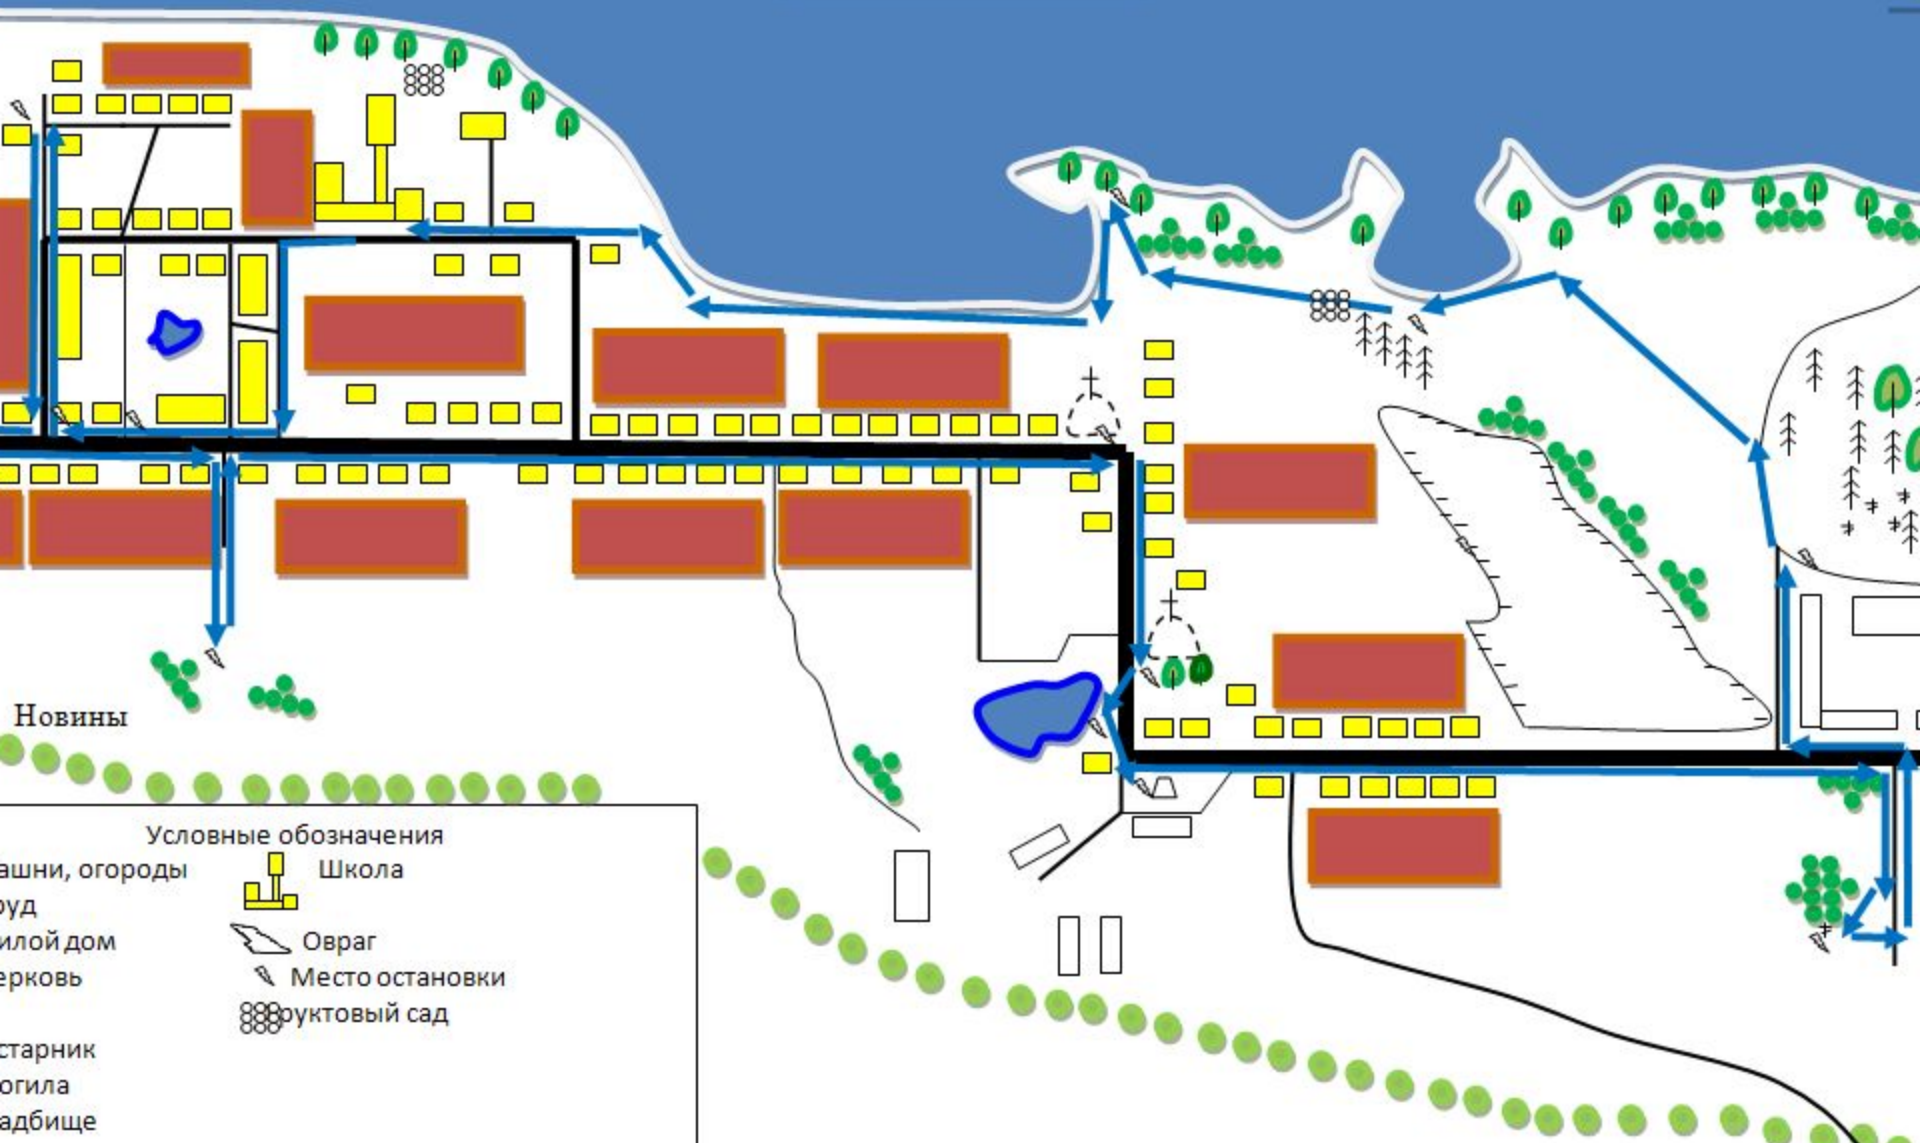 Новины
Условные обозначения
ашни, огороды
Школа
руд
илой дом
Овраг
ерковь
Место остановки
руктовый сад
старник
огила
адбище